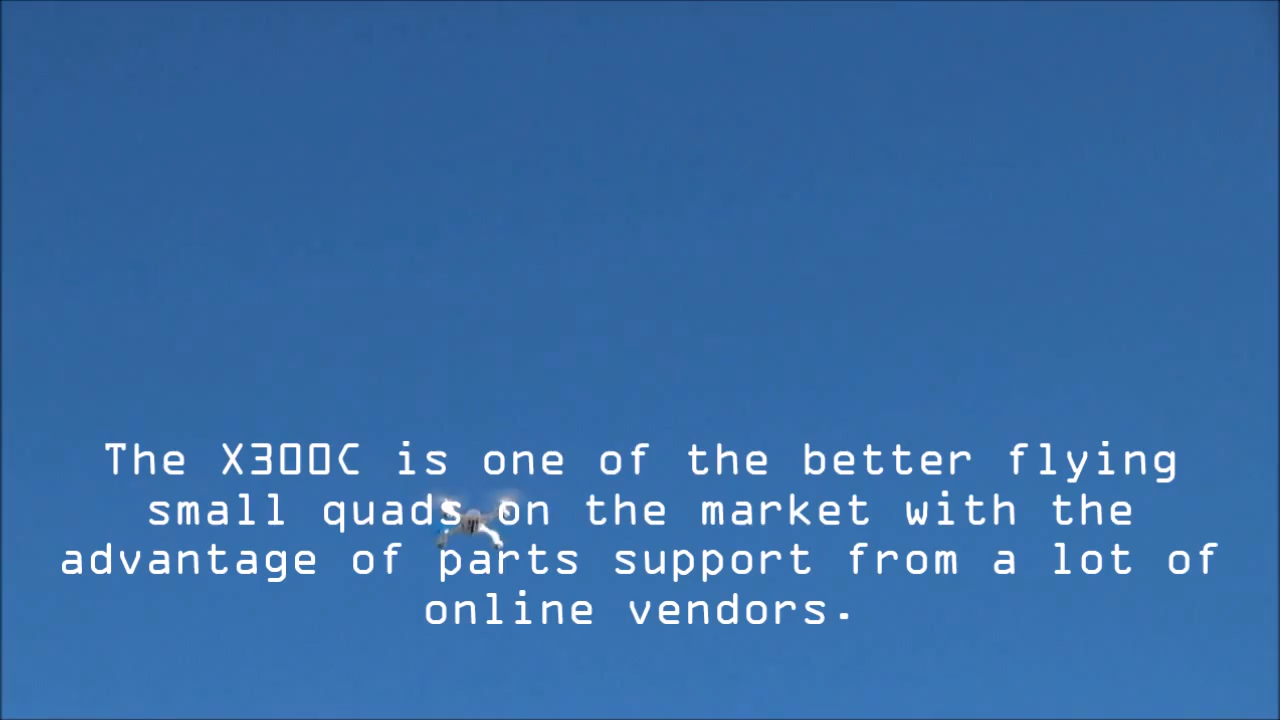 The X300C is one of the better flying
small quads on the market with the
advantage of parts support from a lot of
online vendors.